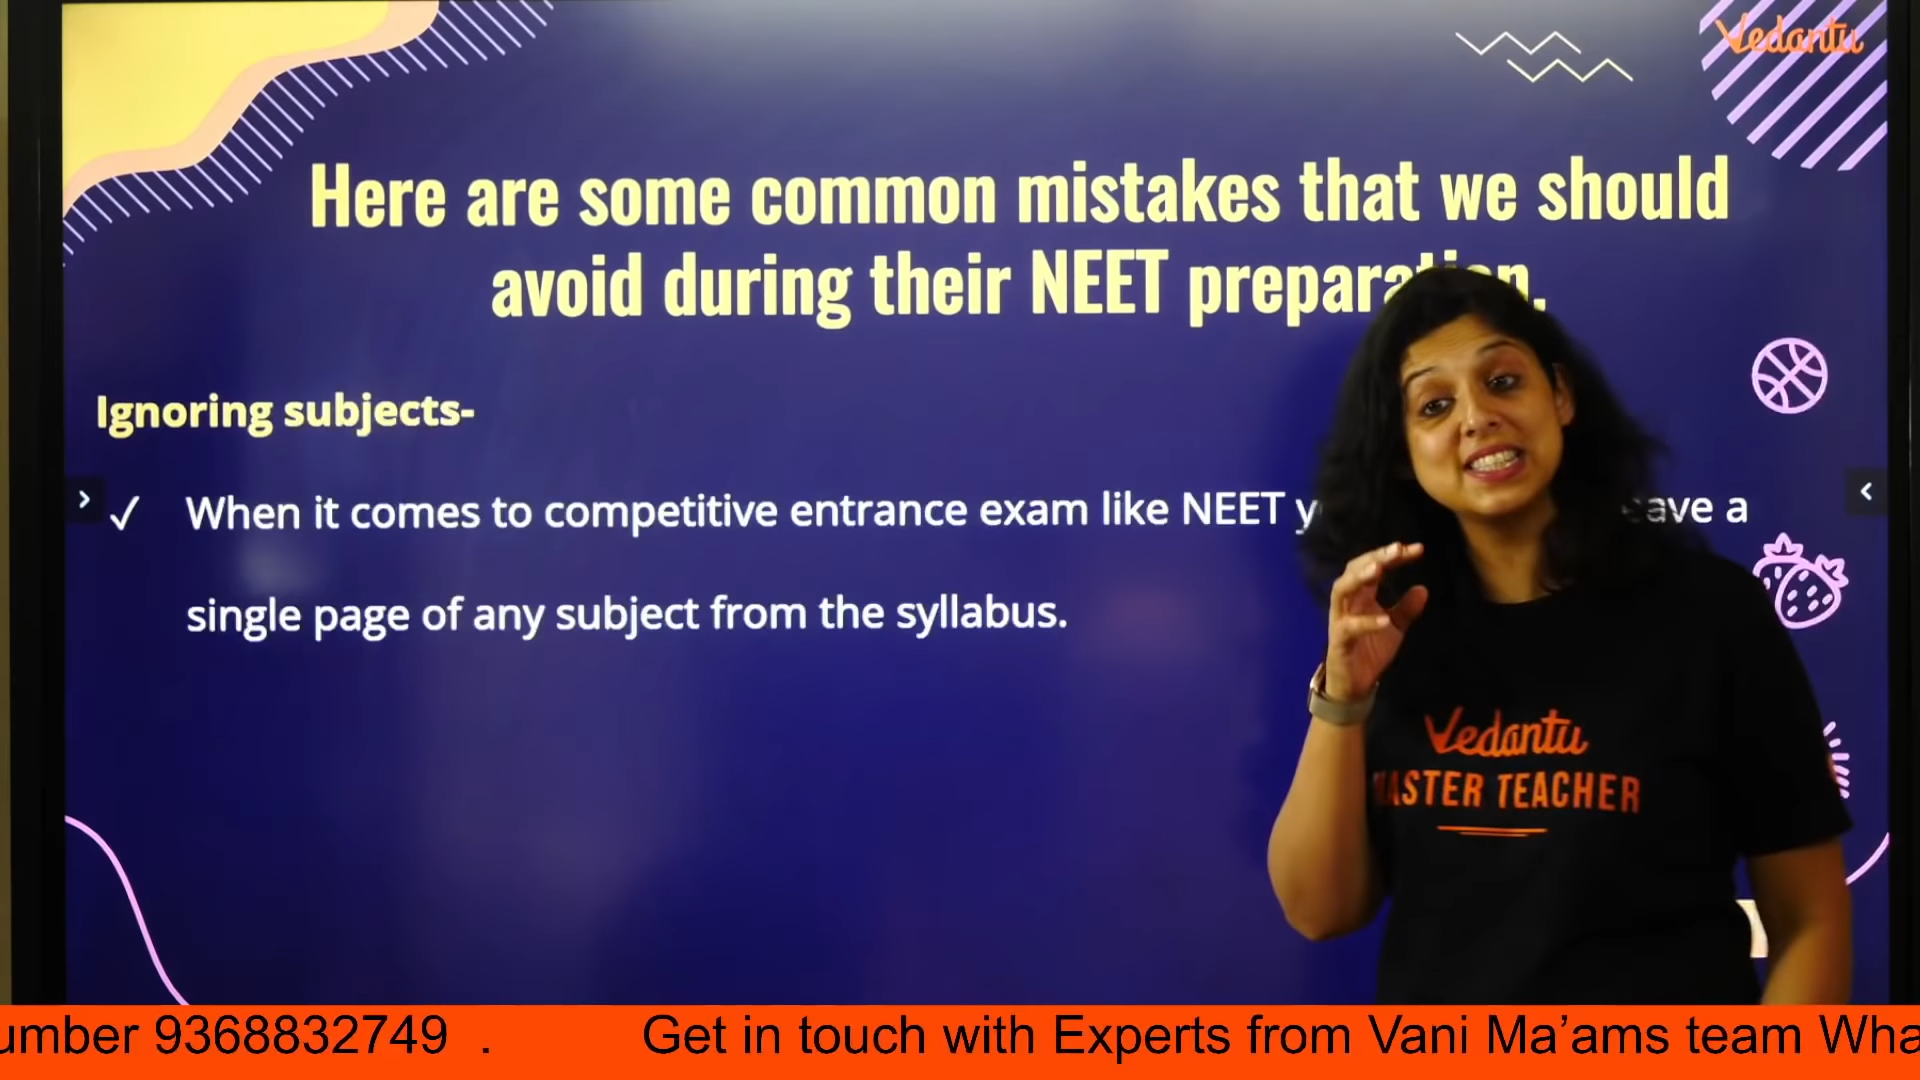 Vedantu
Here are some common mistakes that we should
avoid during their NEET preparation.
Ignoring subjects-
✓ When it comes to competitive entrance exam like NEET ave a
single page of any subject from the syllabus.
Vedantu
MASTER TEACHER
umber 9368832749 . Get in touch with Experts from Vani Ma’ams team Wha